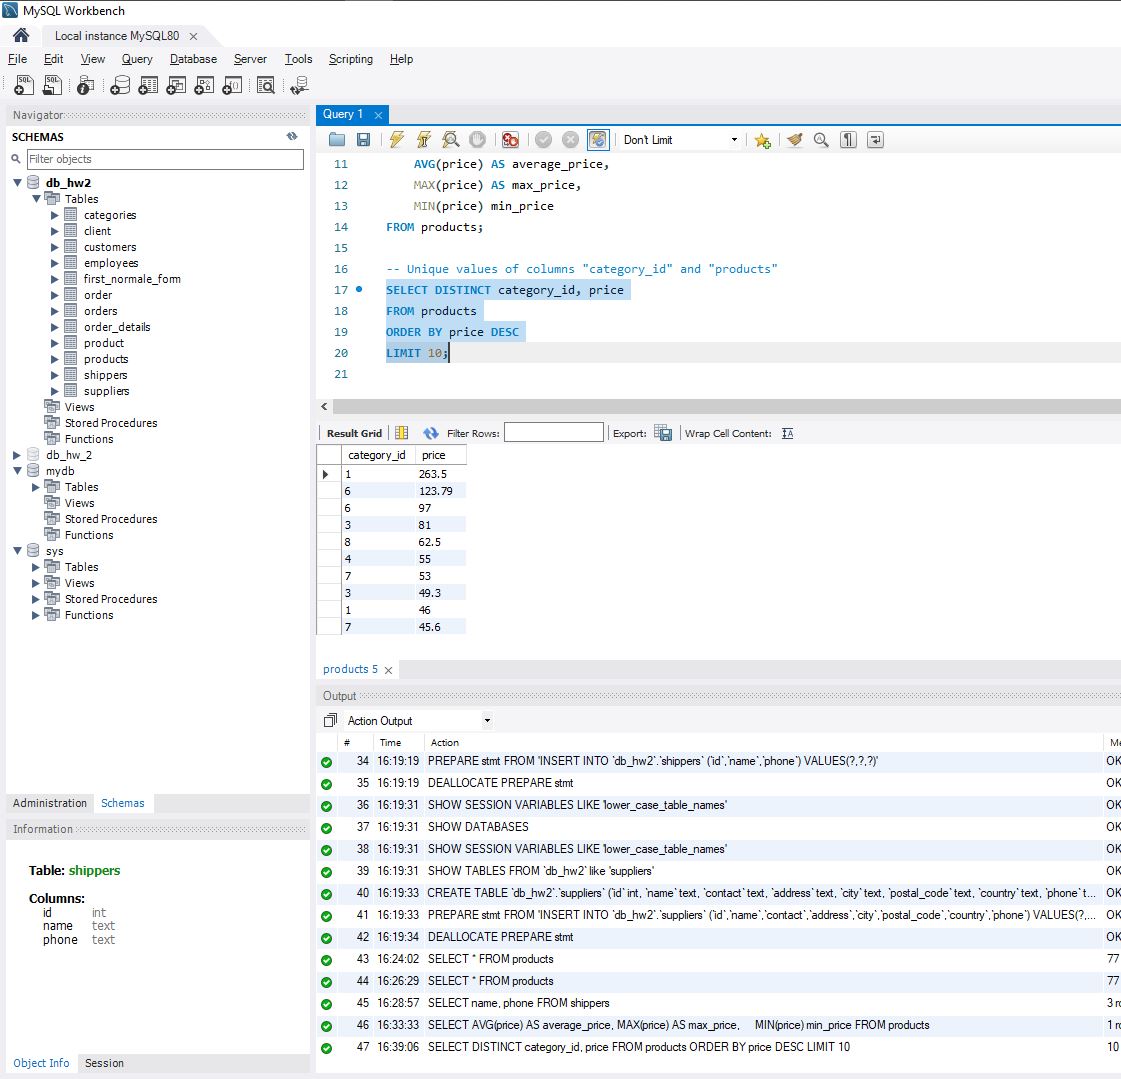 MySQL Workbench
Local instance MySQL80
File Edit View Query Database Server Tools Scripting Help
Navigator
SCHEMAS
Filter objects
db_hw2
Tables
categories
client
customers
employees
first_normale_form
order
orders
order_details
product
products
shippers
suppliers
Views
Stored Procedures
Functions
db_hw_2
mydb
Tables
Views
Stored Procedures
Functions
sys
Tables
Views
Stored Procedures
Functions
Administration Schemas
Information
Table: shippers
Columns:
id int
name text
phone text
Object Info Session
Query 1
Don't Limit
11 AVG(price) AS average_price,
12 MAX(price) AS max_price,
13 MIN(price) min_price
14 FROM products;
15
16 -- Unique values of columns "category_id" and "products"
17 SELECT DISTINCT category_id, price
18 FROM products
19 ORDER BY price DESC
20 LIMIT 10;
21
Result Grid Filter Rows: Export: Wrap Cell Content:
category_id price
1 263.5
6 123.79
6 97
3 81
8 62.5
4 55
7 53
3 49.3
1 46
7 45.6
products 5
Output
Action Output
# Time Action Me
34 16:19:19 PREPARE stmt FROM 'INSERT INTO `db_hw2`.`shippers` (`id`,`name`,`phone`) VALUES(?,?,?)' OK
35 16:19:19 DEALLOCATE PREPARE stmt OK
36 16:19:31 SHOW SESSION VARIABLES LIKE 'lower_case_table_names' OK
37 16:19:31 SHOW DATABASES OK
38 16:19:31 SHOW SESSION VARIABLES LIKE 'lower_case_table_names' OK
39 16:19:31 SHOW TABLES FROM `db_hw2` like 'suppliers' OK
40 16:19:33 CREATE TABLE `db_hw2`.`suppliers` (`id` int, `name` text, `contact` text, `address` text, `city` text, `postal_code` text, `country` text, `phone` t... OK
41 16:19:33 PREPARE stmt FROM 'INSERT INTO `db_hw2`.`suppliers` (`id`,`name`,`contact`,`address`,`city`,`postal_code`,`country`,`phone`) VALUES(?,... OK
42 16:19:34 DEALLOCATE PREPARE stmt OK
43 16:24:02 SELECT * FROM products 77
44 16:26:29 SELECT * FROM products 77
45 16:28:57 SELECT name, phone FROM shippers 3 ro
46 16:33:33 SELECT AVG(price) AS average_price, MAX(price) AS max_price, MIN(price) min_price FROM products 1 ro
47 16:39:06 SELECT DISTINCT category_id, price FROM products ORDER BY price DESC LIMIT 10 10